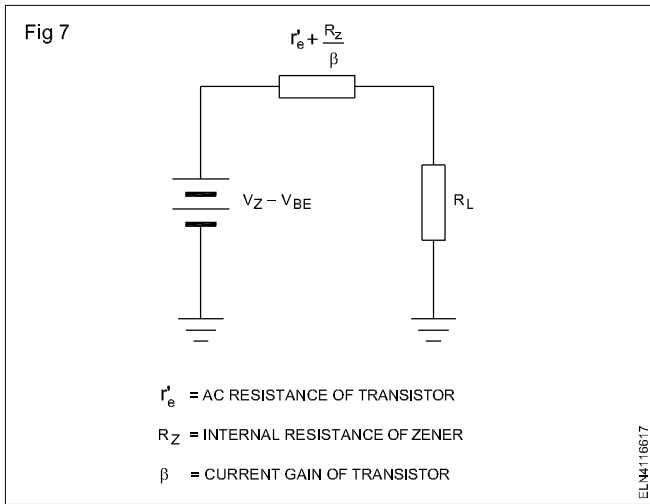 Fig 7
r'e + RZ/β
VZ – VBE
RL
r'e = AC RESISTANCE OF TRANSISTOR
RZ = INTERNAL RESISTANCE OF ZENER
β = CURRENT GAIN OF TRANSISTOR
ELN4116617